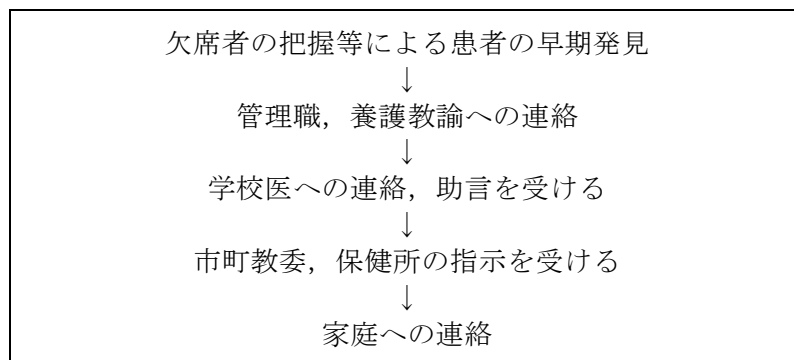 欠席者の把握等による患者の早期発見
↓
管理職，養護教諭への連絡
↓
学校医への連絡，助言を受ける
↓
市町教委，保健所の指示を受ける
↓
家庭への連絡